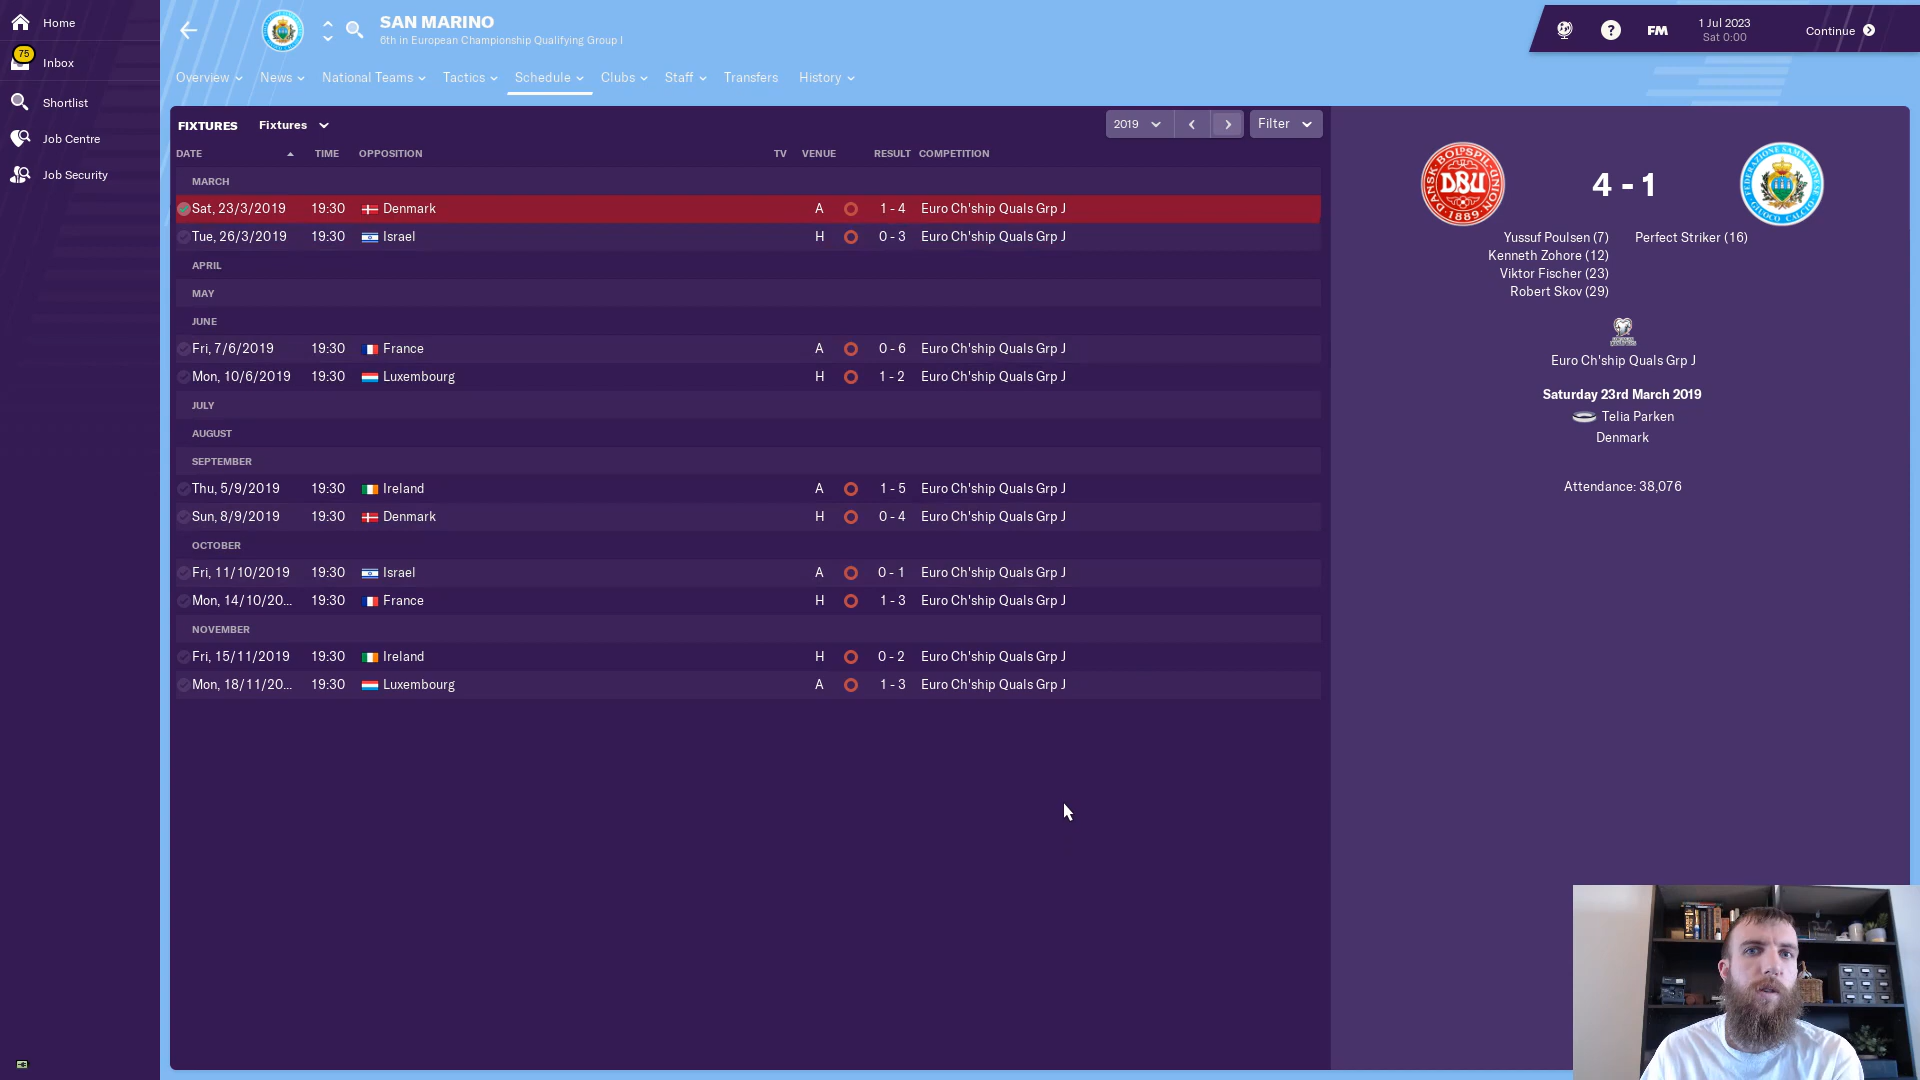 Home
75
Inbox
Shortlist
Job Centre
Job Security
SAN MARINO
6th in European Championship Qualifying Group I
FM
1 Jul 2023
Sat 0:00
Continue
Overview
News
National Teams
Tactics
Schedule
Clubs
Staff
Transfers
History
FIXTURES Fixtures
2019
Filter
DATE TIME OPPOSITION TV VENUE RESULT COMPETITION
MARCH
Sat, 23/3/2019 19:30 Denmark A 1 - 4 Euro Ch'ship Quals Grp J
Tue, 26/3/2019 19:30 Israel H 0 - 3 Euro Ch'ship Quals Grp J
APRIL
MAY
JUNE
Fri, 7/6/2019 19:30 France A 0 - 6 Euro Ch'ship Quals Grp J
Mon, 10/6/2019 19:30 Luxembourg H 1 - 2 Euro Ch'ship Quals Grp J
JULY
AUGUST
SEPTEMBER
Thu, 5/9/2019 19:30 Ireland A 1 - 5 Euro Ch'ship Quals Grp J
Sun, 8/9/2019 19:30 Denmark H 0 - 4 Euro Ch'ship Quals Grp J
OCTOBER
Fri, 11/10/2019 19:30 Israel A 0 - 1 Euro Ch'ship Quals Grp J
Mon, 14/10/20... 19:30 France H 1 - 3 Euro Ch'ship Quals Grp J
NOVEMBER
Fri, 15/11/2019 19:30 Ireland H 0 - 2 Euro Ch'ship Quals Grp J
Mon, 18/11/20... 19:30 Luxembourg A 1 - 3 Euro Ch'ship Quals Grp J
DANSK BOLDSPIL-UNION
DBU
1889
4 - 1
FEDERAZIONE SAMMARINESE
GIUOCO CALCIO
Yussuf Poulsen (7)
Kenneth Zohore (12)
Viktor Fischer (23)
Robert Skov (29)
Perfect Striker (16)
Euro Ch'ship Quals Grp J
Saturday 23rd March 2019
Telia Parken
Denmark
Attendance: 38,076